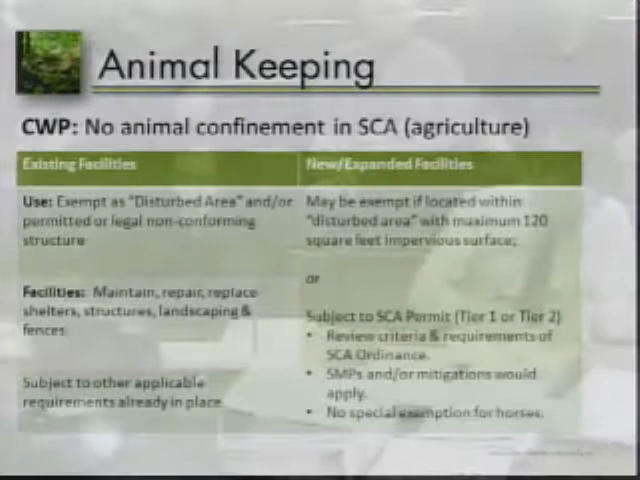 Animal Keeping
CWP: No animal confinement in SCA (agriculture)
Existing Facilities
Use: Exempt as "Disturbed Area" and/or
permitted or legal non-conforming
structure
Facilities: Maintain, repair, replace
shelters, structures, landscaping &
fences
Subject to other applicable
requirements already in place.
New/Expanded Facilities
May be exempt if located within
"disturbed area" with maximum 120
square feet impervious surface;
or
Subject to SCA Permit (Tier 1 or Tier 2)
• Review criteria & requirements of
SCA Ordinance.
• SMPs and/or mitigations would
apply.
• No special exemption for horses.